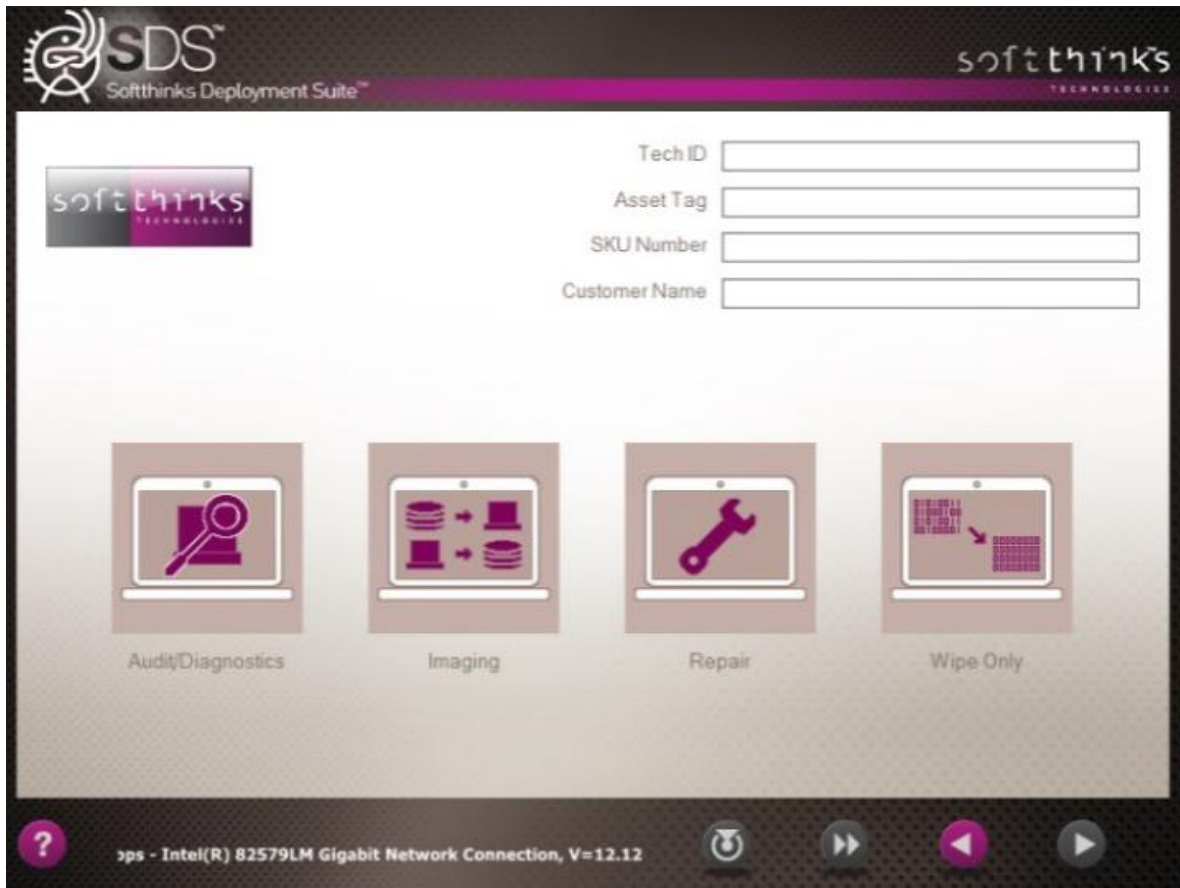 SDS™
Softthinks Deployment Suite™
softthinks
TECHNOLOGIES
softthinks
TECHNOLOGIES
Tech ID
Asset Tag
SKU Number
Customer Name
Audit/Diagnostics
Imaging
Repair
Wipe Only
? ops - Intel(R) 82579LM Gigabit Network Connection, V=12.12